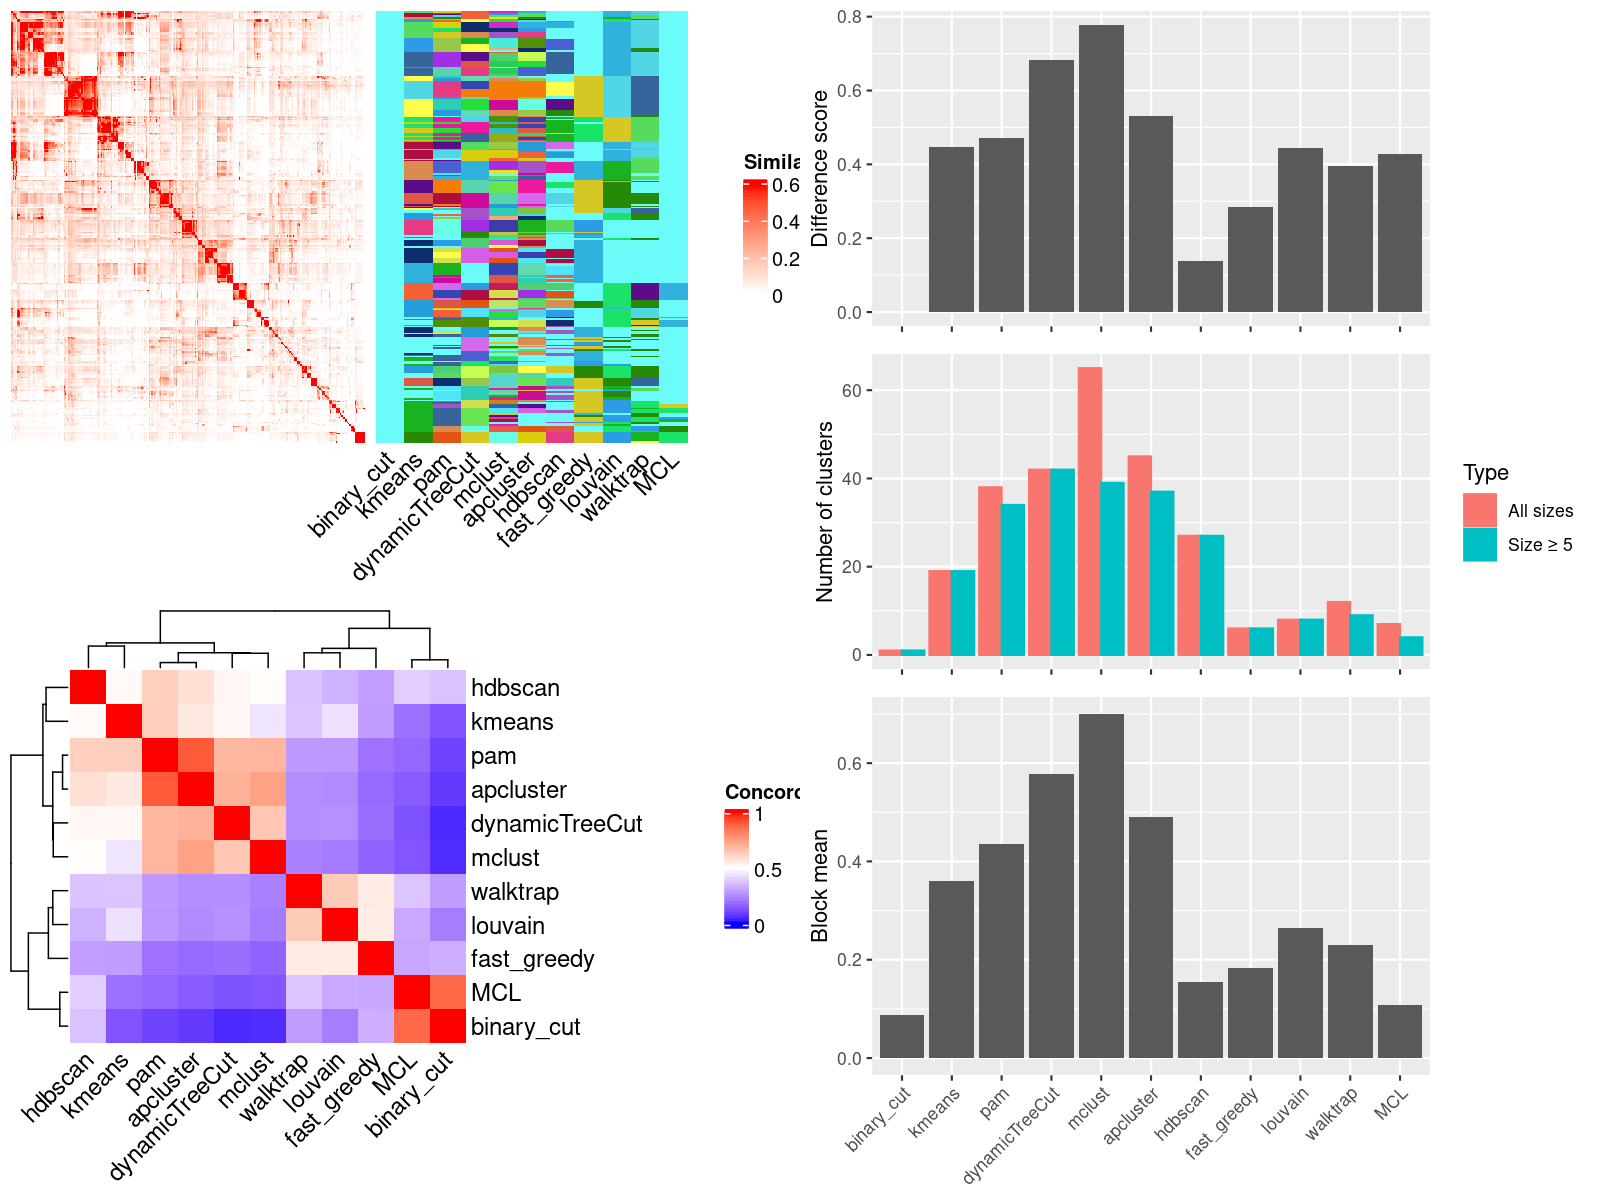 Simila
0.6
0.4
0.2
0
binary_cut
kmeans
pam
dynamicTreeCut
mclust
apcluster
hdbscan
fast_greedy
louvain
walktrap
MCL
hdbscan
kmeans
pam
apcluster
dynamicTreeCut
mclust
walktrap
louvain
fast_greedy
MCL
binary_cut
hdbscan
kmeans
pam
apcluster
dynamicTreeCut
mclust
walktrap
louvain
fast_greedy
MCL
binary_cut
Concord
1
0.5
0
Difference score
0.8
0.6
0.4
0.2
0.0
Number of clusters
60
40
20
0
Type
All sizes
Size ≥ 5
Block mean
0.6
0.4
0.2
0.0
binary_cut
kmeans
pam
dynamicTreeCut
mclust
apcluster
hdbscan
fast_greedy
louvain
walktrap
MCL